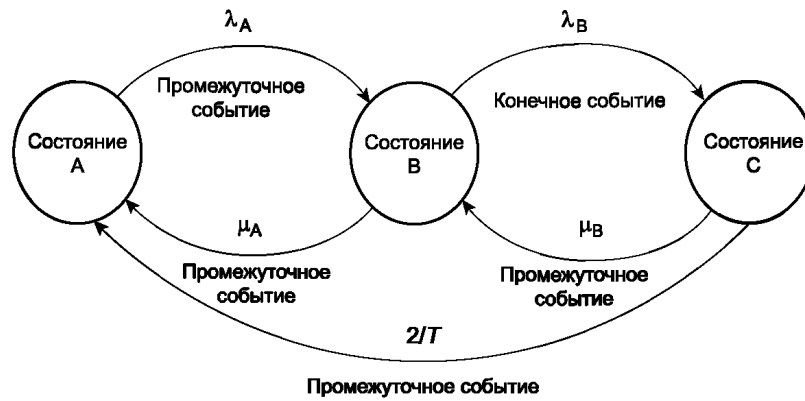 λA
λB
Промежуточное
событие
Конечное событие
Состояние
A
Состояние
B
Состояние
C
μA
μB
Промежуточное
событие
Промежуточное
событие
2/T
Промежуточное событие